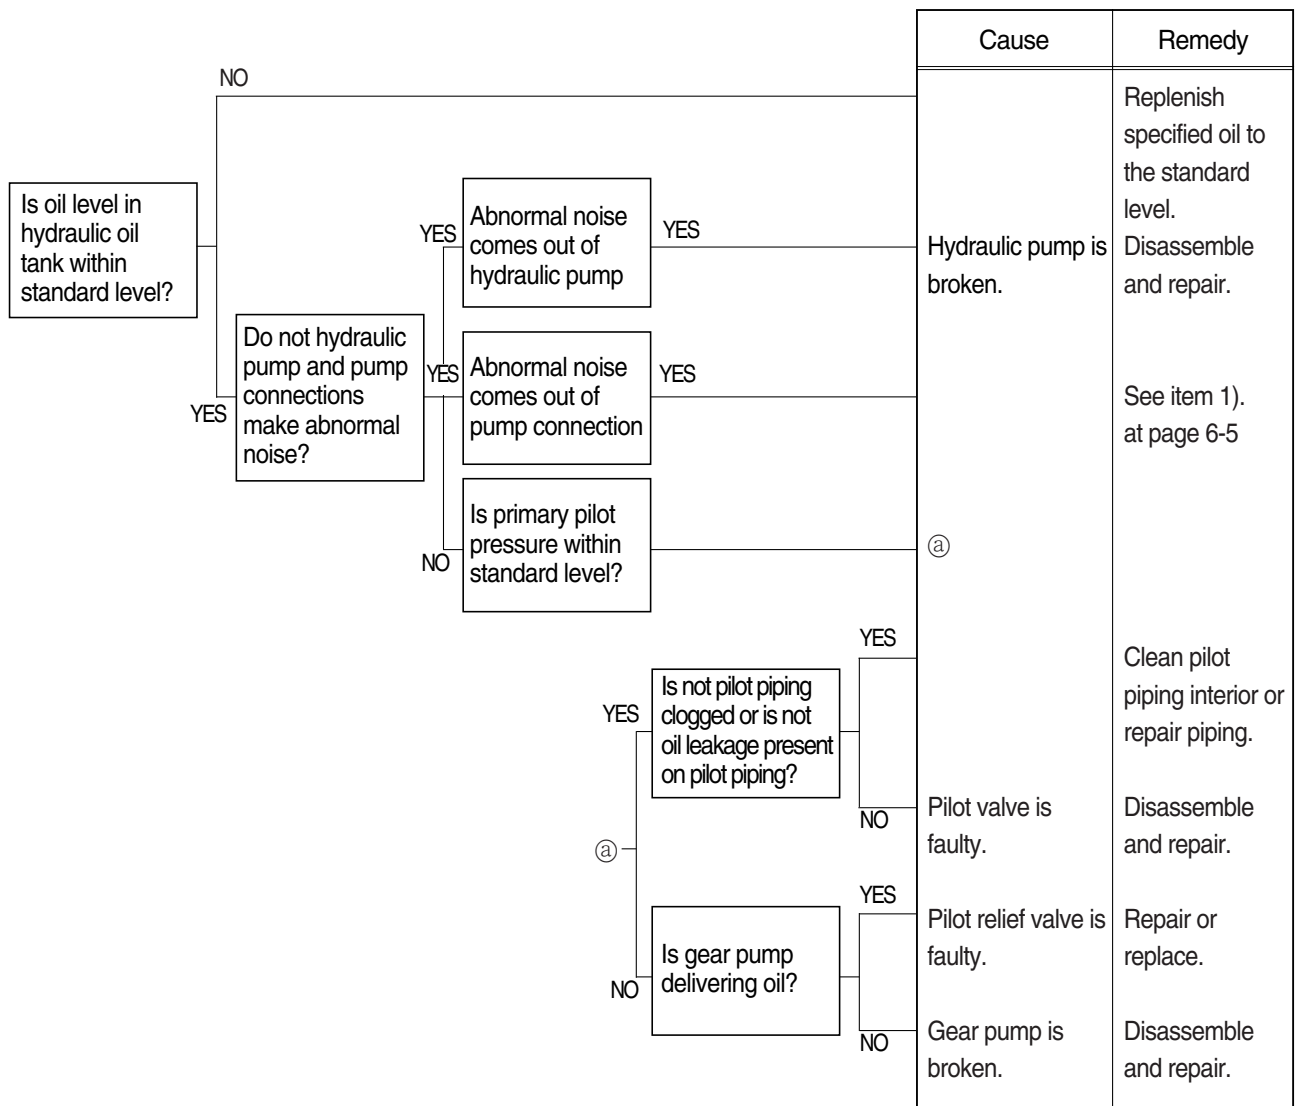 Cause
Remedy
NO
Replenish
specified oil to
the standard
level.
Is oil level in
hydraulic oil
tank within
standard level?
YES
Abnormal noise
comes out of
hydraulic pump
YES
Hydraulic pump is
broken.
Disassemble
and repair.
YES
Do not hydraulic
pump and pump
connections
make abnormal
noise?
YES
Abnormal noise
comes out of
pump connection
YES
See item 1).
at page 6-5
NO
Is primary pilot
pressure within
standard level?
ⓐ
ⓐ
YES
Is not pilot piping
clogged or is not
oil leakage present
on pilot piping?
YES
Clean pilot
piping interior or
repair piping.
NO
Pilot valve is
faulty.
Disassemble
and repair.
NO
Is gear pump
delivering oil?
YES
Pilot relief valve is
faulty.
Repair or
replace.
NO
Gear pump is
broken.
Disassemble
and repair.